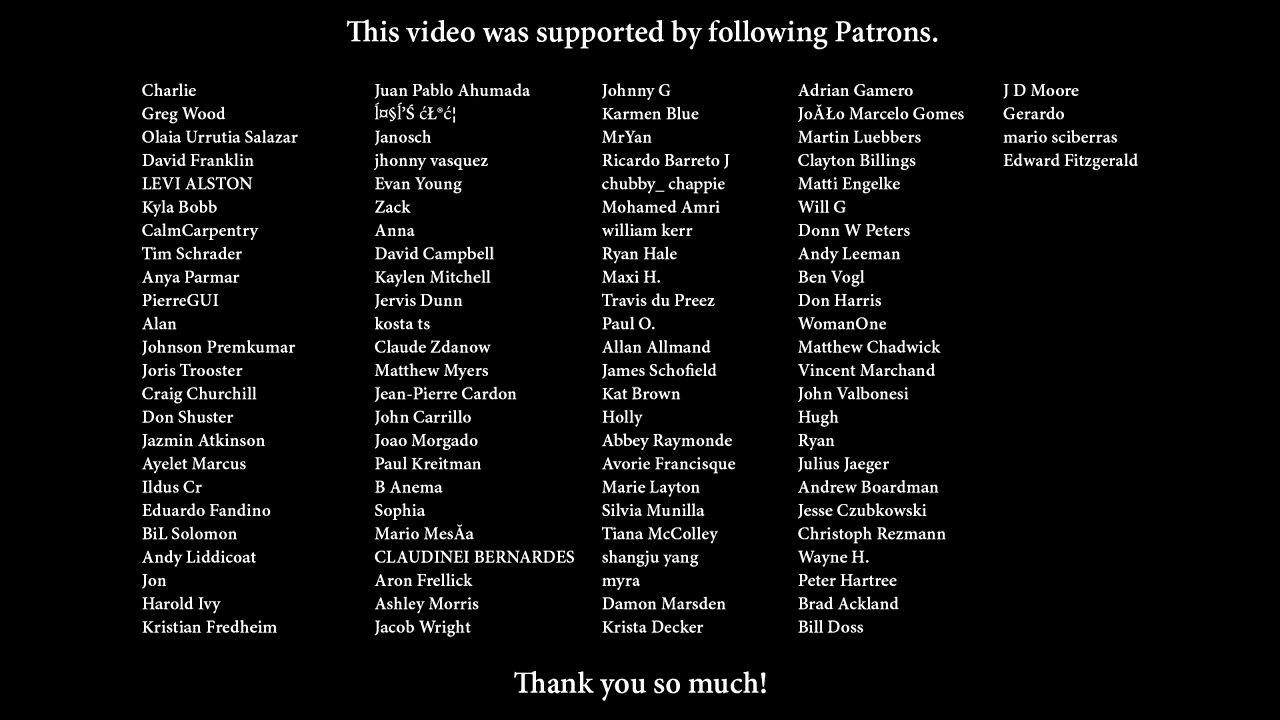 This video was supported by following Patrons.
Charlie
Greg Wood
Olaia Urrutia Salazar
David Franklin
LEVI ALSTON
Kyla Bobb
CalmCarpentry
Tim Schrader
Anya Parmar
PierreGUI
Alan
Johnson Premkumar
Joris Trooster
Craig Churchill
Don Shuster
Jazmin Atkinson
Ayelet Marcus
Ildus Cr
Eduardo Fandino
BiL Solomon
Andy Liddicoat
Jon
Harold Ivy
Kristian Fredheim
Juan Pablo Ahumada
Janosch
jhonny vasquez
Evan Young
Zack
Anna
David Campbell
Kaylen Mitchell
Jervis Dunn
kosta ts
Claude Zdanow
Matthew Myers
Jean-Pierre Cardon
John Carrillo
Joao Morgado
Paul Kreitman
B Anema
Sophia
Mario MesĂa
CLAUDINEI BERNARDES
Aron Frellick
Ashley Morris
Jacob Wright
Johnny G
Karmen Blue
MrYan
Ricardo Barreto J
chubby_ chappie
Mohamed Amri
william kerr
Ryan Hale
Maxi H.
Travis du Preez
Paul O.
Allan Allmand
James Schofield
Kat Brown
Holly
Abbey Raymonde
Avorie Francisque
Marie Layton
Silvia Munilla
Tiana McColley
shangju yang
myra
Damon Marsden
Krista Decker
Adrian Gamero
JoĂŁo Marcelo Gomes
Martin Luebbers
Clayton Billings
Matti Engelke
Will G
Donn W Peters
Andy Leeman
Ben Vogl
Don Harris
WomanOne
Matthew Chadwick
Vincent Marchand
John Valbonesi
Hugh
Ryan
Julius Jaeger
Andrew Boardman
Jesse Czubkowski
Christoph Rezmann
Wayne H.
Peter Hartree
Brad Ackland
Bill Doss
J D Moore
Gerardo
mario sciberras
Edward Fitzgerald
Thank you so much!